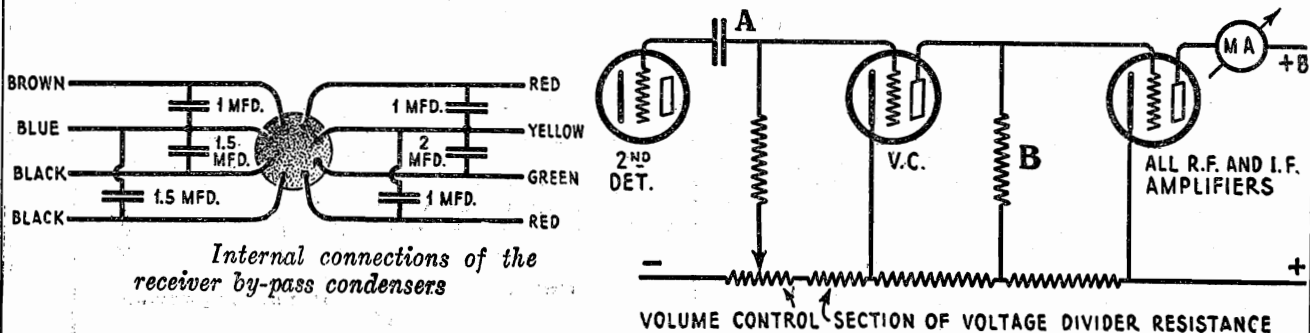 BROWN
BLUE
BLACK
BLACK
1 MFD.
1.5 MFD.
1.5 MFD.
1 MFD.
2 MFD.
1 MFD.
RED
YELLOW
GREEN
RED
Internal connections of the
receiver by-pass condensers
A
2ND DET.
V.C.
B
MA
+B
ALL R.F. AND I.F.
AMPLIFIERS
−
+
VOLUME CONTROL SECTION OF VOLTAGE DIVIDER RESISTANCE